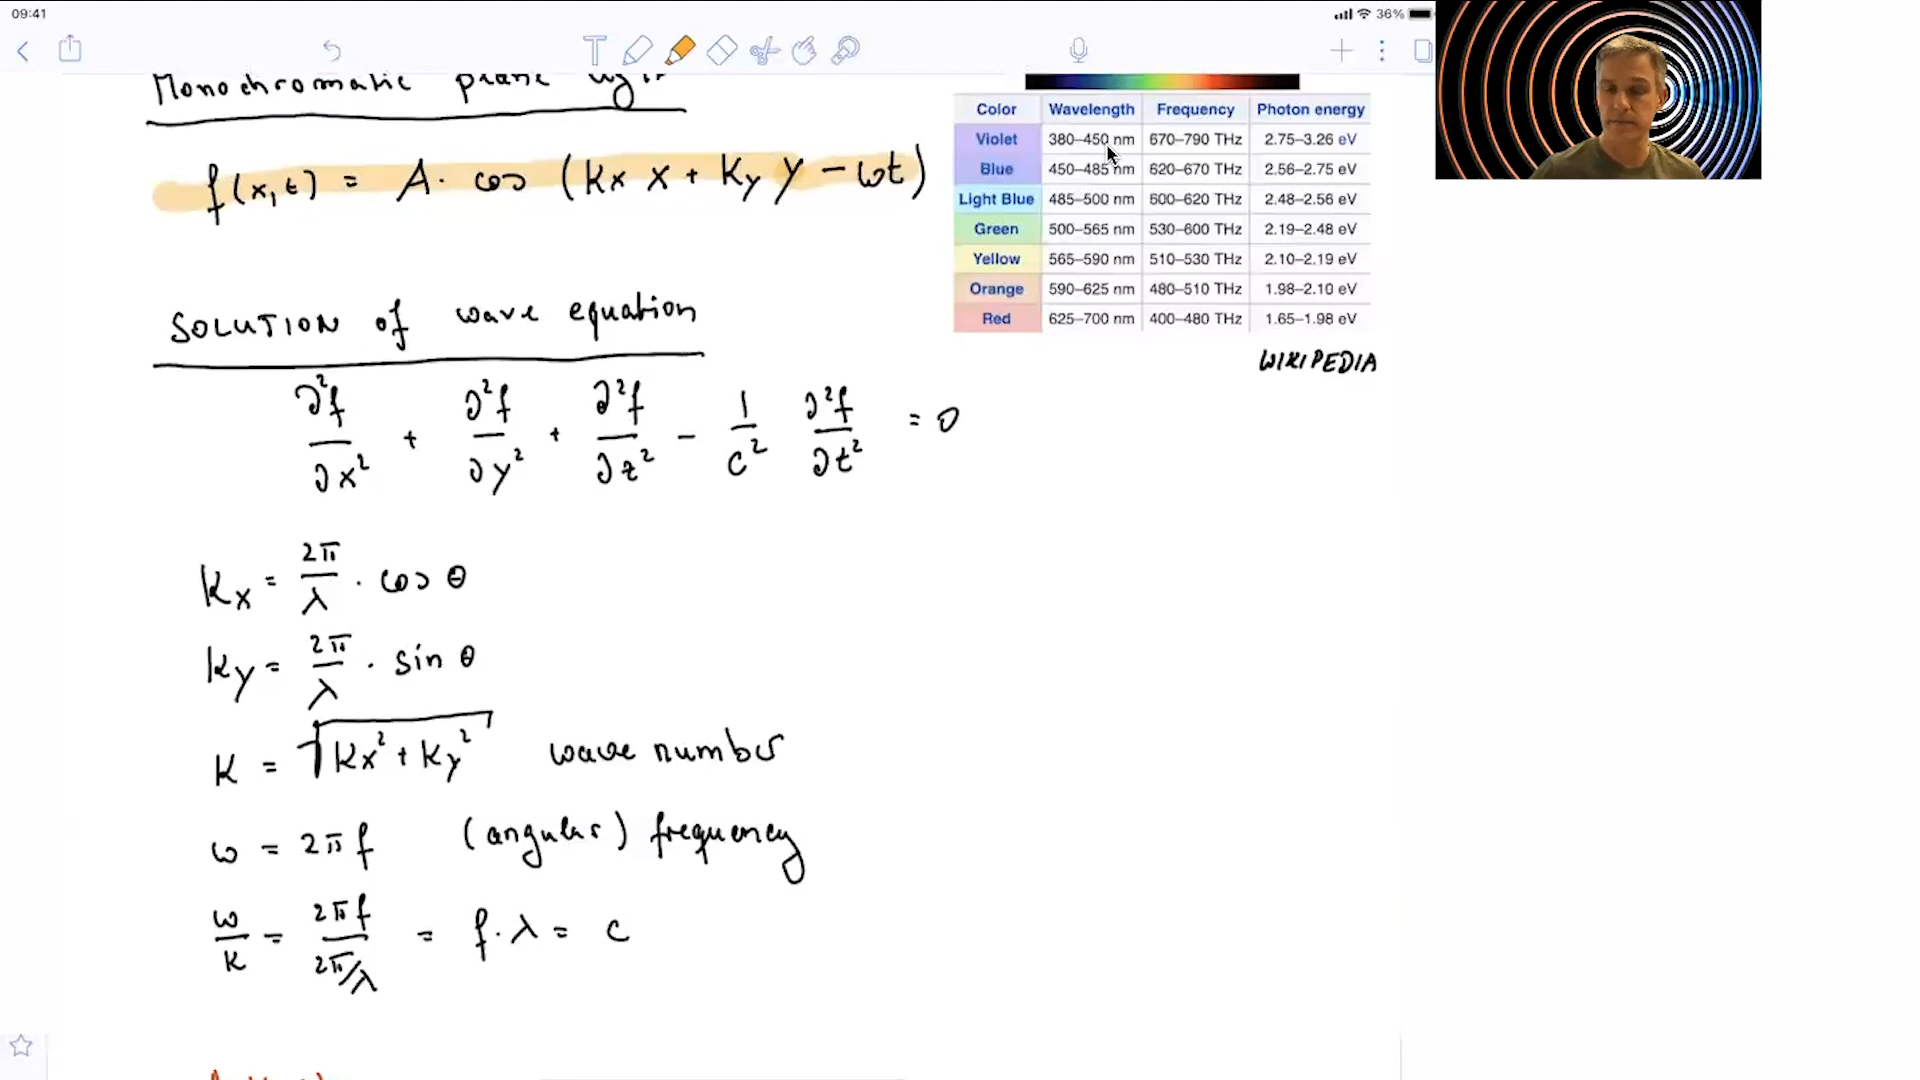 09:41
36%
Monochromatic plane
f(x,t) = A · cos (kx x + ky y - ωt)
Color Wavelength Frequency Photon energy
Violet 380–450 nm 670–790 THz 2.75–3.26 eV
Blue 450–485 nm 620–670 THz 2.56–2.75 eV
Light Blue 485–500 nm 600–620 THz 2.48–2.56 eV
Green 500–565 nm 530–600 THz 2.19–2.48 eV
Yellow 565–590 nm 510–530 THz 2.10–2.19 eV
Orange 590–625 nm 480–510 THz 1.98–2.10 eV
Red 625–700 nm 400–480 THz 1.65–1.98 eV
WIKIPEDIA
SOLUTION of wave equation
∂²f/∂x² + ∂²f/∂y² + ∂²f/∂z² - 1/c² ∂²f/∂t² = 0
kx = 2π/λ · cos θ
ky = 2π/λ · sin θ
k = √(kx² + ky²) wave number
ω = 2πf (angular) frequency
ω/k = 2πf/(2π/λ) = f·λ = c